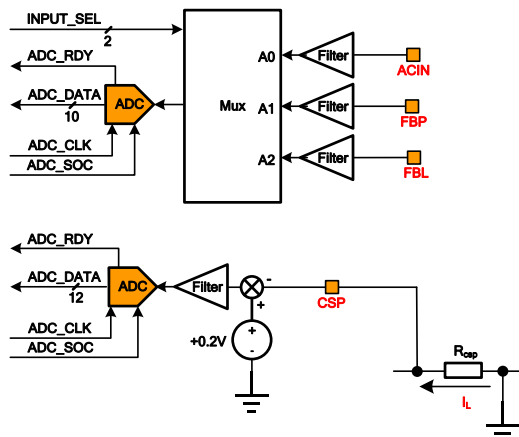 INPUT_SEL
2
ADC_RDY
A0
Filter
ACIN
ADC_DATA
10
ADC
Mux
A1
Filter
FBP
ADC_CLK
ADC_SOC
A2
Filter
FBL
ADC_RDY
ADC_DATA
12
ADC
Filter
-
CSP
+
ADC_CLK
+0.2V
+
-
ADC_SOC
Rcsp
IL